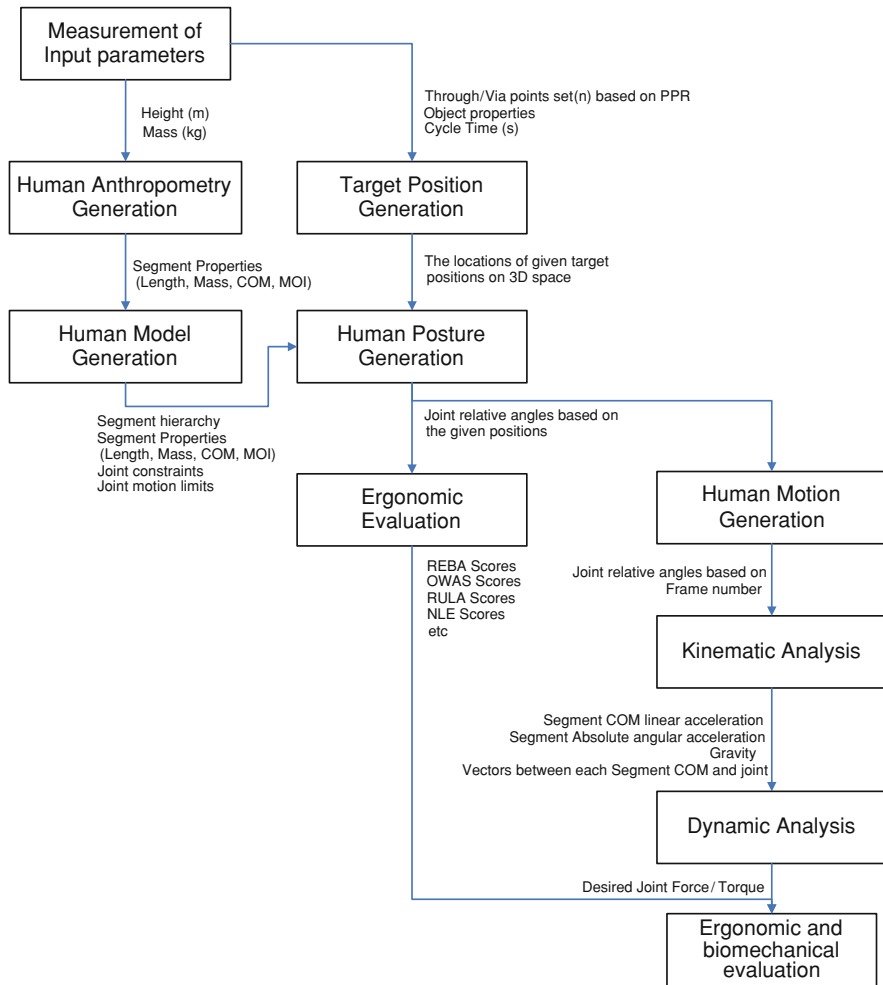 Measurement of
Input parameters
Height (m)
Mass (kg)
Through/Via points set(n) based on PPR
Object properties
Cycle Time (s)
Human Anthropometry
Generation
Target Position
Generation
Segment Properties
(Length, Mass, COM, MOI)
The locations of given target
positions on 3D space
Human Model
Generation
Human Posture
Generation
Segment hierarchy
Segment Properties
(Length, Mass, COM, MOI)
Joint constraints
Joint motion limits
Joint relative angles based on
the given positions
Ergonomic
Evaluation
Human Motion
Generation
REBA Scores
OWAS Scores
RULA Scores
NLE Scores
etc
Joint relative angles based on
Frame number
Kinematic Analysis
Segment COM linear acceleration
Segment Absolute angular acceleration
Gravity
Vectors between each Segment COM and joint
Dynamic Analysis
Desired Joint Force/Torque
Ergonomic and
biomechanical
evaluation